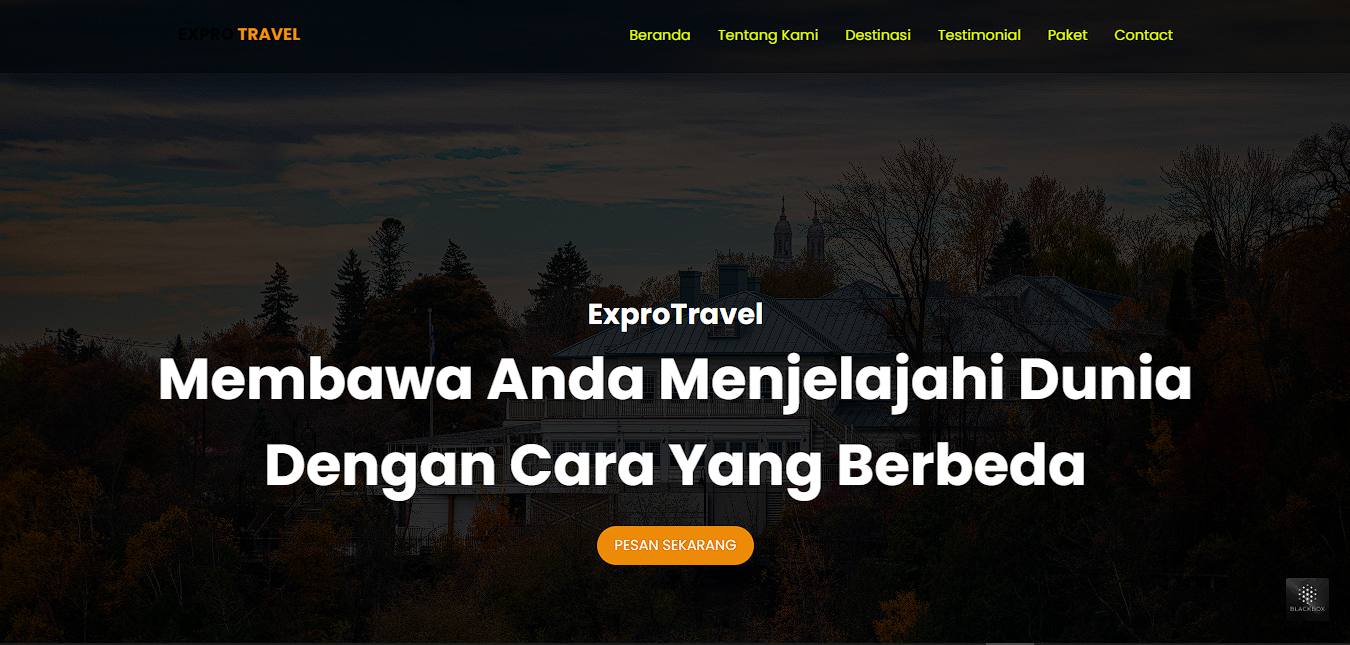 EXPRO TRAVEL
Beranda Tentang Kami Destinasi Testimonial Paket Contact
ExproTravel
Membawa Anda Menjelajahi Dunia
Dengan Cara Yang Berbeda
PESAN SEKARANG
BLACKBOX